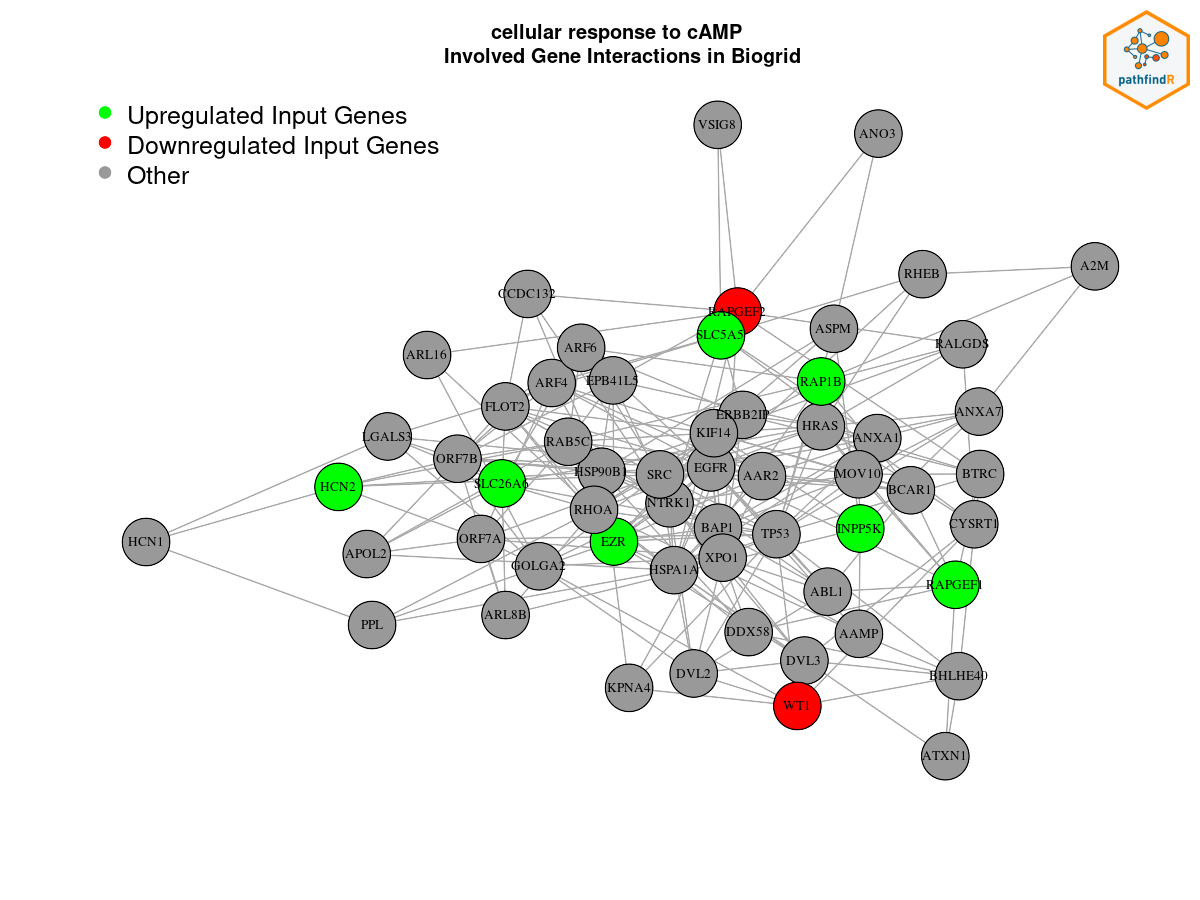 cellular response to cAMP
Involved Gene Interactions in Biogrid
pathfindR
Upregulated Input Genes
Downregulated Input Genes
Other
VSIG8
ANO3
A2M
RHEB
CCDC132
RAPGEF2
SLC5A5
ASPM
RALGDS
ARF6
ARL16
EPB41L5
ARF4
RAP1B
FLOT2
ERBB2IP
ANXA7
HRAS
KIF14
LGALS3
ANXA1
RAB5C
ORF7B
HSP90B1
SRC
EGFR
AAR2
MOV10
BTRC
HCN2
SLC26A6
BCAR1
NTRK1
RHOA
CYSRT1
BAP1
TP53
INPP5K
HCN1
ORF7A
EZR
APOL2
XPO1
GOLGA2
HSPA1A
RAPGEF1
ABL1
ARL8B
PPL
DDX58
AAMP
DVL3
DVL2
BHLHE40
KPNA4
WT1
ATXN1